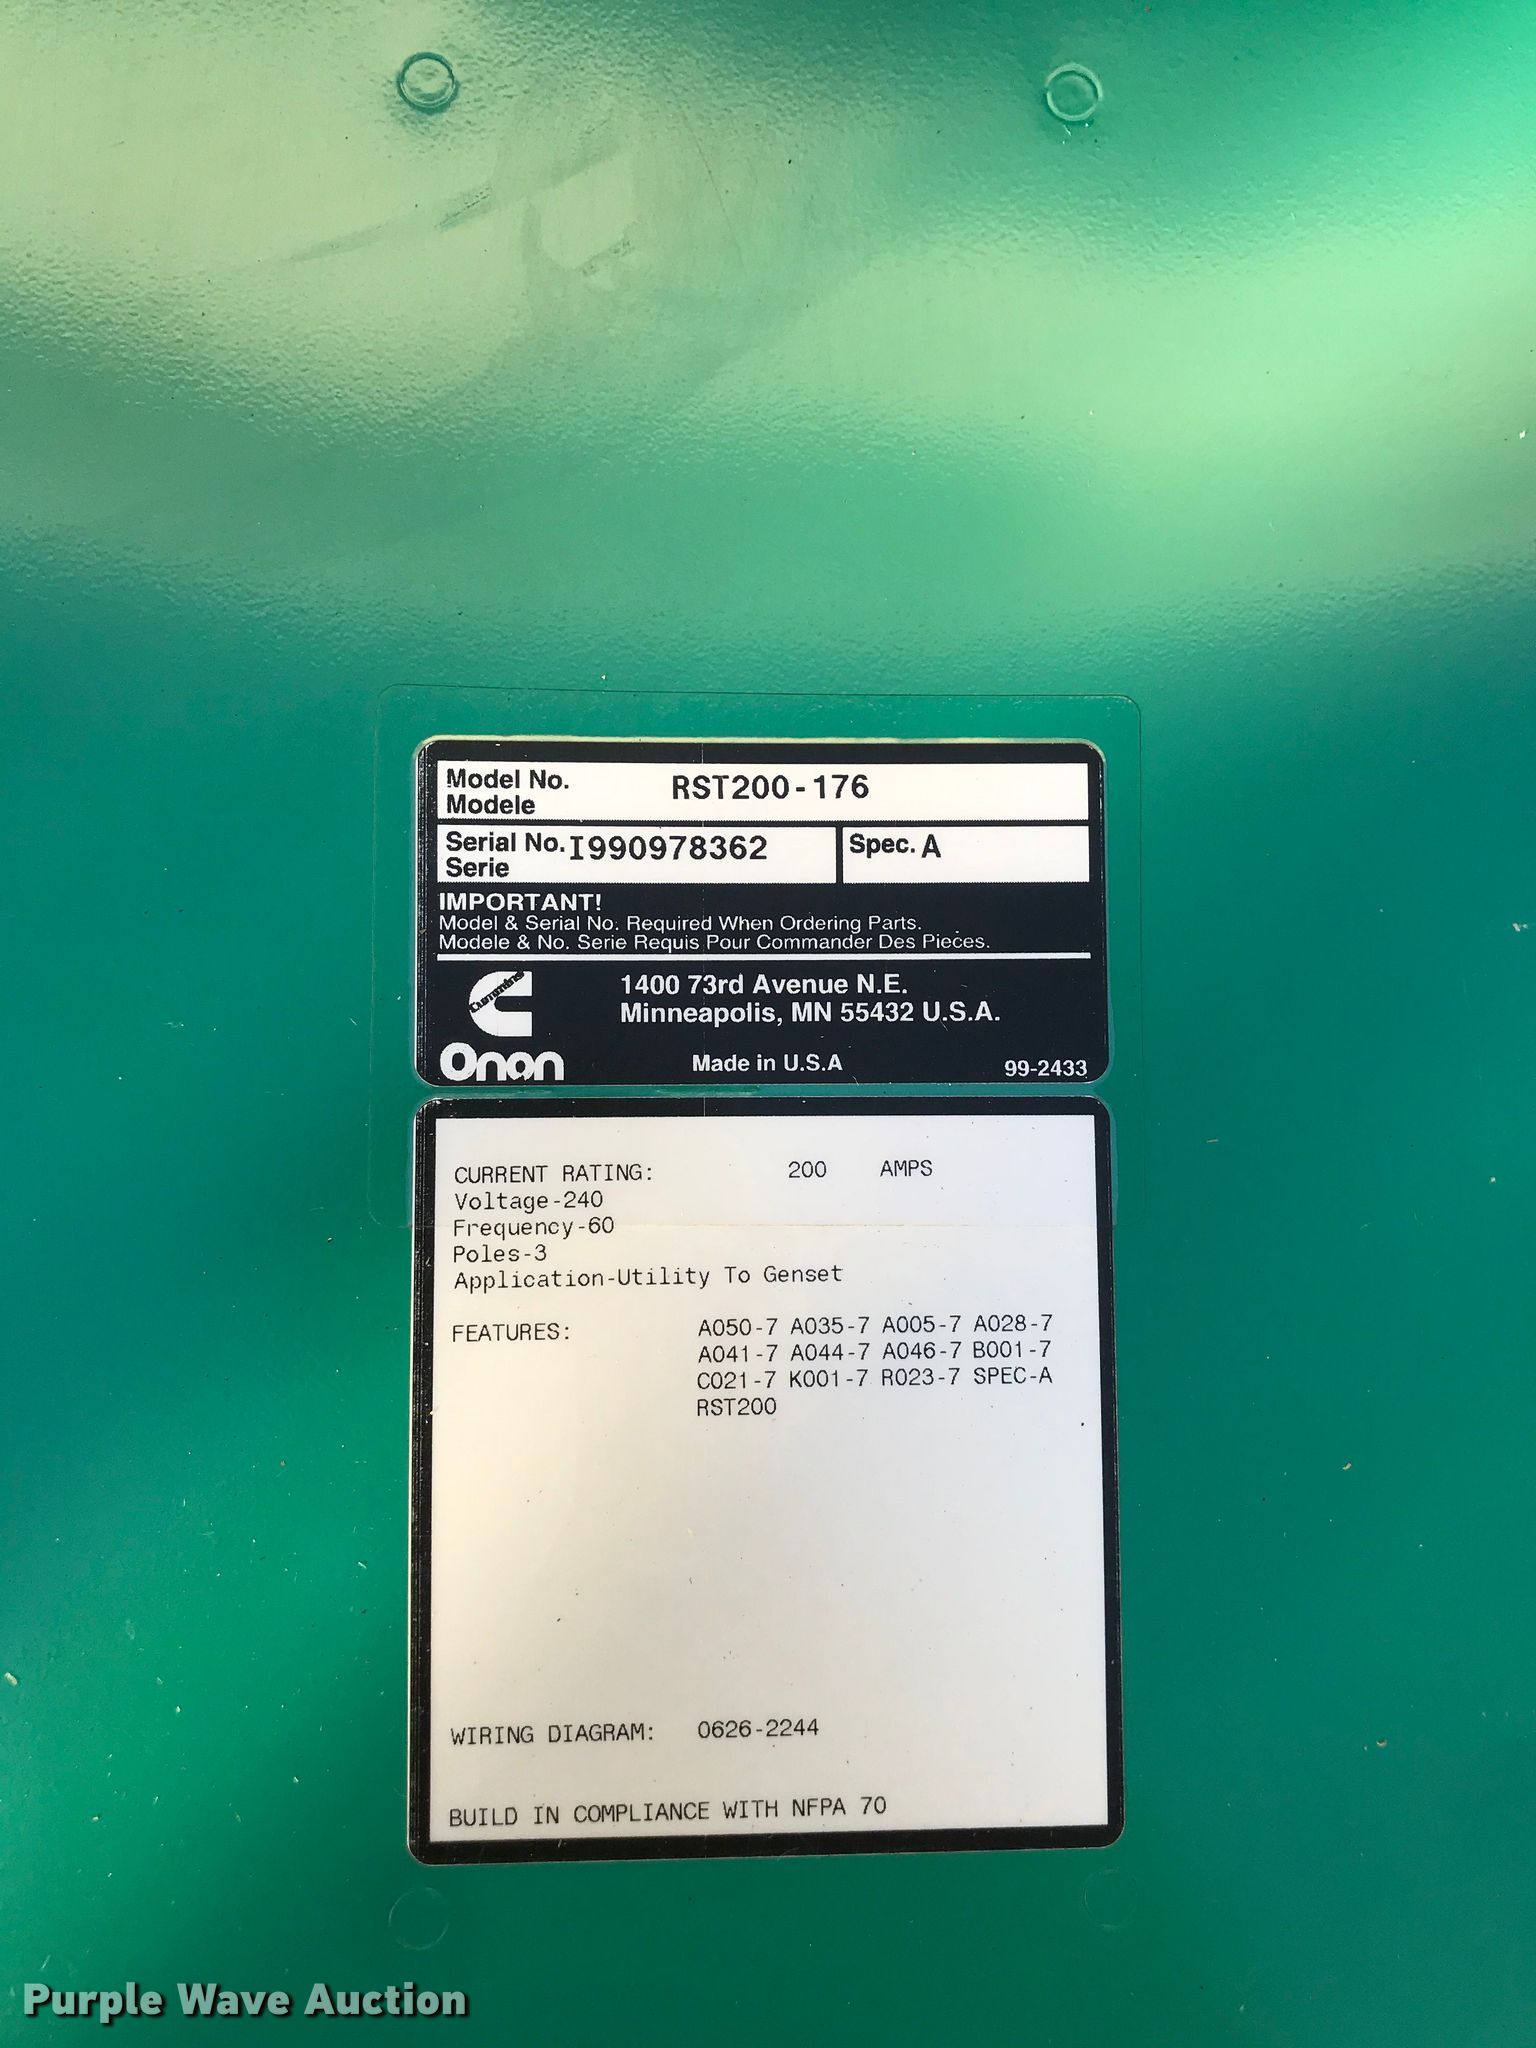 Model No. RST200-176
Modele
Serial No. I990978362 Spec. A
Serie
IMPORTANT!
Model & Serial No. Required When Ordering Parts.
Modele & No. Serie Requis Pour Commander Des Pieces.
Cummins
1400 73rd Avenue N.E.
Minneapolis, MN 55432 U.S.A.
Onan Made in U.S.A 99-2433
CURRENT RATING: 200 AMPS
Voltage-240
Frequency-60
Poles-3
Application-Utility To Genset
FEATURES: A050-7 A035-7 A005-7 A028-7
A041-7 A044-7 A046-7 B001-7
C021-7 K001-7 R023-7 SPEC-A
RST200
WIRING DIAGRAM: 0626-2244
BUILD IN COMPLIANCE WITH NFPA 70
Purple Wave Auction